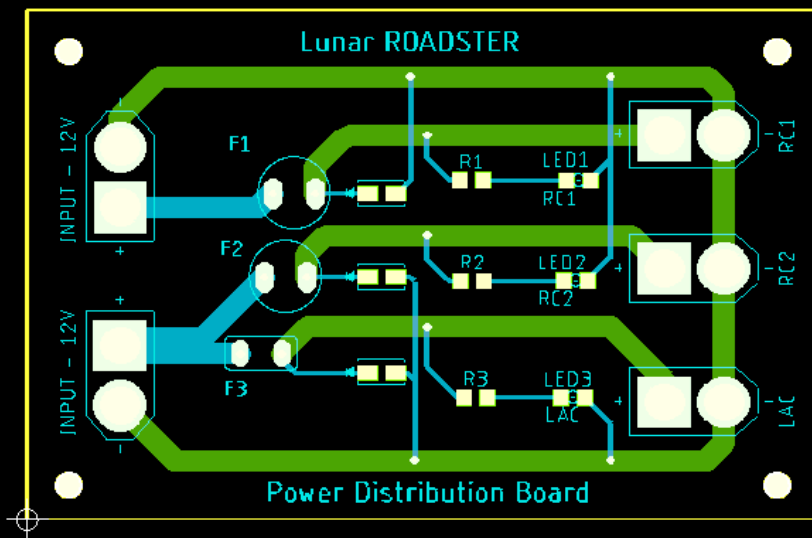 Lunar ROADSTER
INPUT - 12V
-
+
F1
R1
LED1
RC1
+
-
RC1
F2
R2
LED2
RC2
+
-
RC2
INPUT - 12V
+
-
F3
R3
LED3
LAC
+
-
LAC
Power Distribution Board